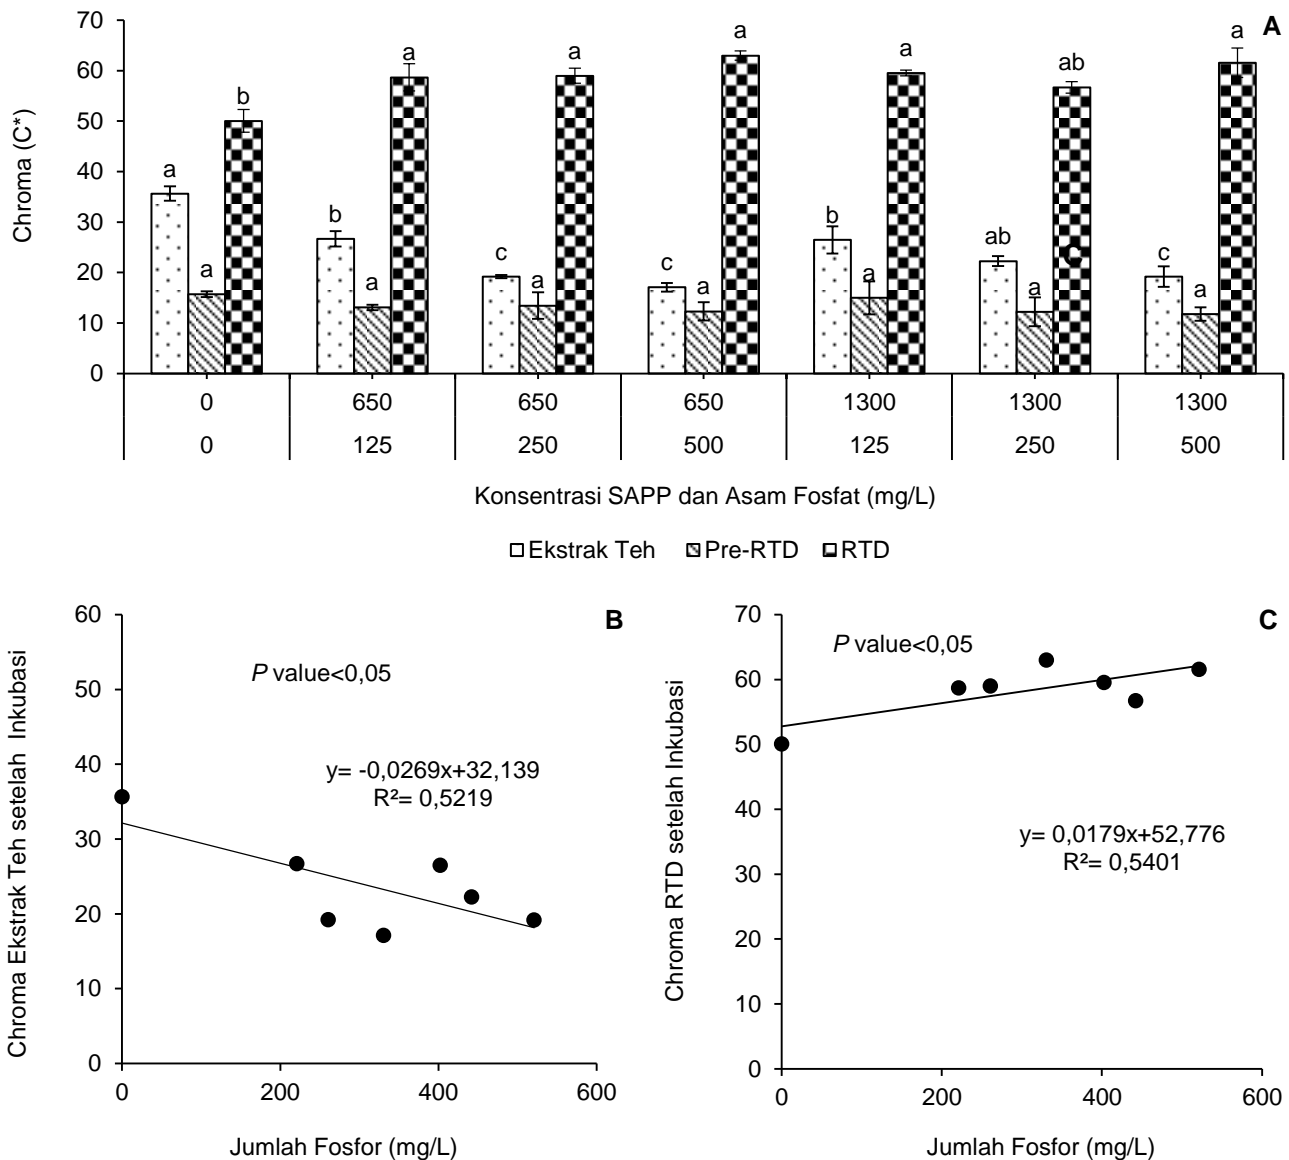 70
60
50
40
30
20
10
0
Chroma (C*)
A
a a b
b a a
c a a
c a a
b a a
ab a ab
c a a
C
0 650 650 650 1300 1300 1300
0 125 250 500 125 250 500
Konsentrasi SAPP dan Asam Fosfat (mg/L)
Ekstrak Teh Pre-RTD RTD
B
60
50
40
30
20
10
0
Chroma Ekstrak Teh setelah Inkubasi
P value<0,05
y= -0,0269x+32,139
R²= 0,5219
0 200 400 600
Jumlah Fosfor (mg/L)
C
70
60
50
40
30
20
10
0
Chroma RTD setelah Inkubasi
P value<0,05
y= 0,0179x+52,776
R²= 0,5401
0 200 400 600
Jumlah Fosfor (mg/L)